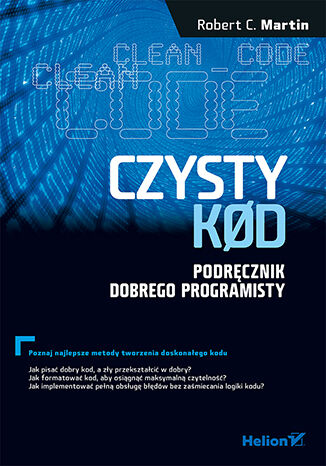 Robert C. Martin
CLEAN CODE
CLEAN
CODE
CZYSTY
KØD
PODRĘCZNIK
DOBREGO PROGRAMISTY
Poznaj najlepsze metody tworzenia doskonałego kodu
Jak pisać dobry kod, a zły przekształcić w dobry?
Jak formatować kod, aby osiągnąć maksymalną czytelność?
Jak implementować pełną obsługę błędów bez zaśmiecania logiki kodu?
Helion